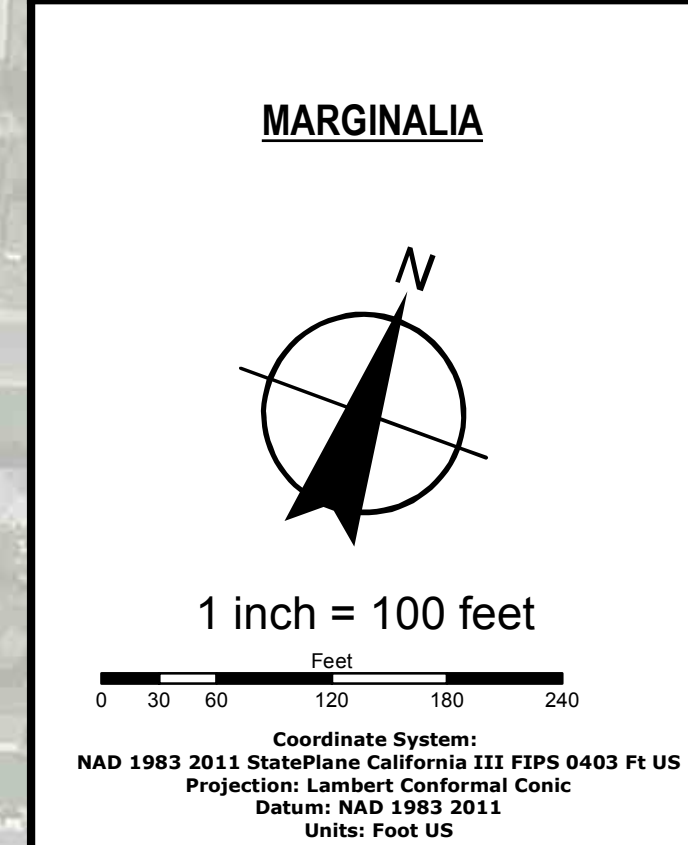 MARGINALIA
N
1 inch = 100 feet
Feet
0 30 60 120 180 240
Coordinate System:
NAD 1983 2011 StatePlane California III FIPS 0403 Ft US
Projection: Lambert Conformal Conic
Datum: NAD 1983 2011
Units: Foot US